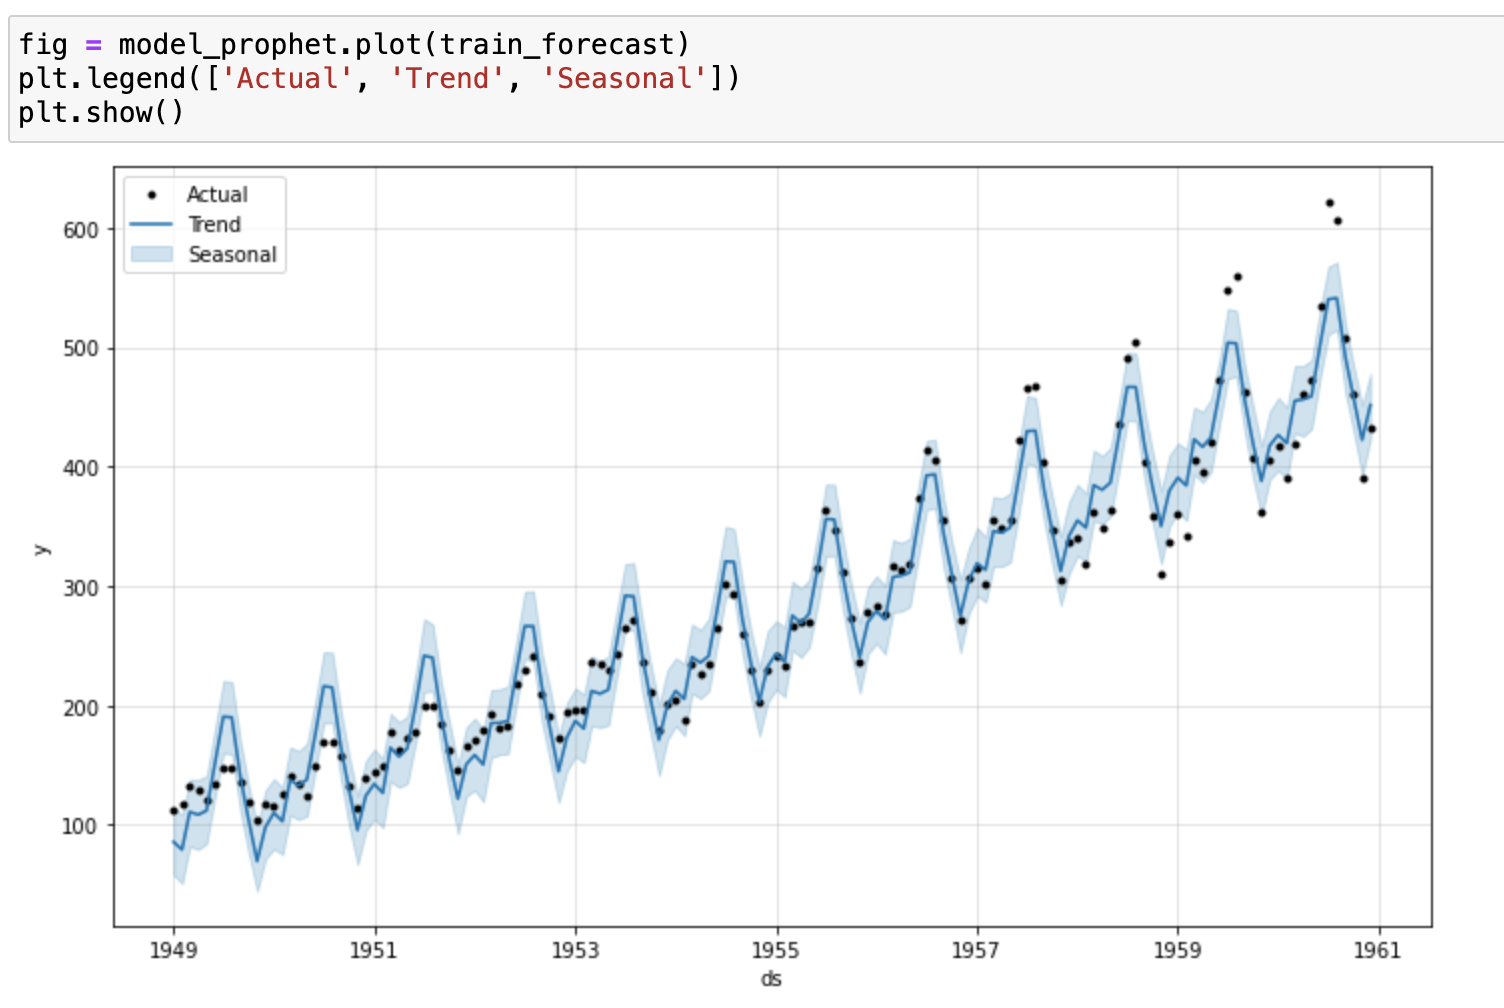 fig = model_prophet.plot(train_forecast)
plt.legend(['Actual', 'Trend', 'Seasonal'])
plt.show()
Actual
Trend
Seasonal
600
500
400
300
200
100
y
1949 1951 1953 1955 1957 1959 1961
ds